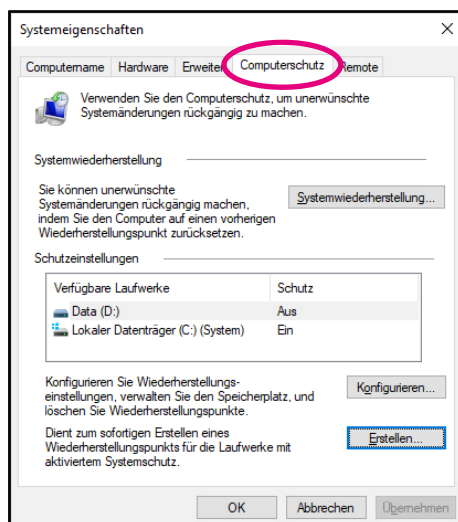 Systemeigenschaften
Computername Hardware Erweitert Computerschutz Remote
Verwenden Sie den Computerschutz, um unerwünschte
Systemänderungen rückgängig zu machen.
Systemwiederherstellung
Sie können unerwünschte
Systemänderungen rückgängig machen,
indem Sie den Computer auf einen vorherigen
Wiederherstellungspunkt zurücksetzen.
Systemwiederherstellung...
Schutzeinstellungen
Verfügbare Laufwerke Schutz
Data (D:) Aus
Lokaler Datenträger (C:) (System) Ein
Konfigurieren Sie Wiederherstellungs-
einstellungen, verwalten Sie den Speicherplatz, und
löschen Sie Wiederherstellungspunkte.
Konfigurieren...
Dient zum sofortigen Erstellen eines
Wiederherstellungspunkts für die Laufwerke mit
aktiviertem Systemschutz.
Erstellen...
OK Abbrechen Übernehmen